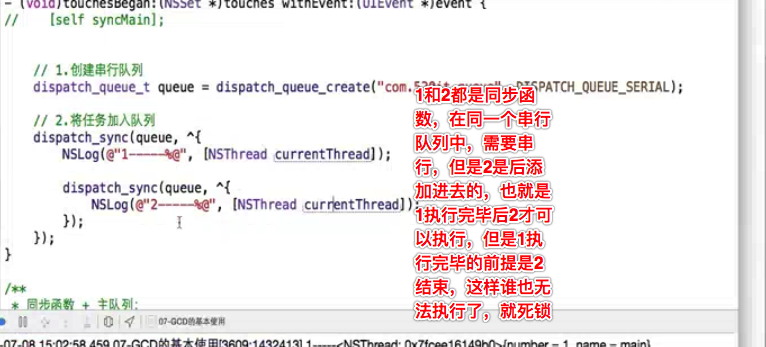 - (void)touchesBegan:(NSSet *)touches withEvent:(UIEvent *)event {
//    [self syncMain];
// 1.创建串行队列
dispatch_queue_t queue = dispatch_queue_create("com.520it.queue", DISPATCH_QUEUE_SERIAL);
// 2.将任务加入队列
dispatch_sync(queue, ^{
NSLog(@"1-----%@", [NSThread currentThread]);
dispatch_sync(queue, ^{
NSLog(@"2-----%@", [NSThread currentThread]);
});
});
}
/**
* 同步函数 + 主队列:
1和2都是同步函
数，在同一个串行
队列中，需要串
行，但是2是后添
加进去的，也就是
1执行完毕后2才可
以执行，但是1执
行完毕的前提是2
结束，这样谁也无
法执行了，就死锁
07-GCD的基本使用
-07-08 15:02:58.459 07-GCD的基本使用[3609:1432413] 1-----<NSThread: 0x7fcee16149b0>{number = 1, name = main}